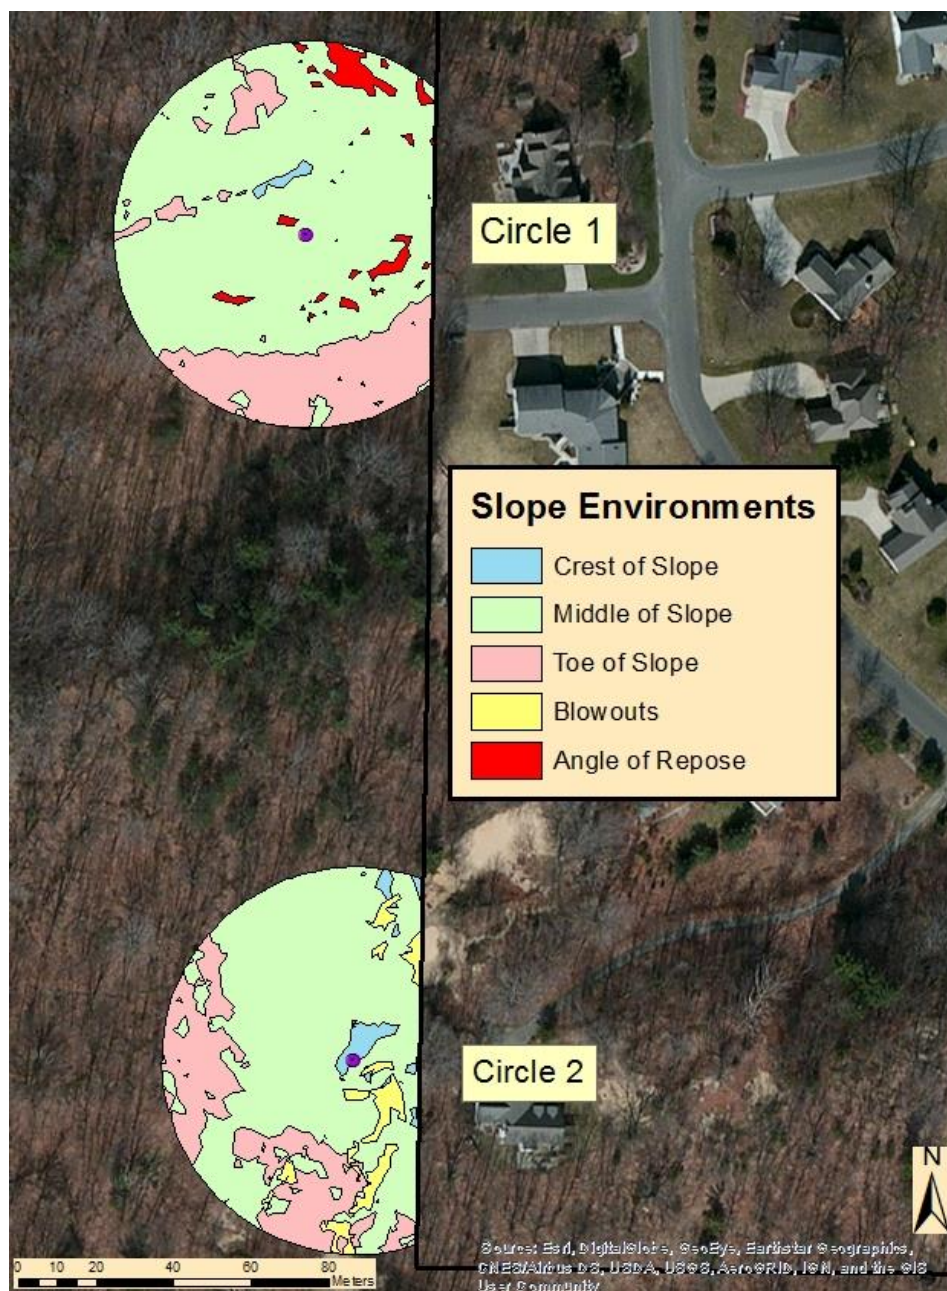 Circle 1
Slope Environments
Crest of Slope
Middle of Slope
Toe of Slope
Blowouts
Angle of Repose
Circle 2
N
0 10 20 40 60 80
Meters
Source: Esri, DigitalGlobe, GeoEye, Earthstar Geographics,
CNES/Airbus DS, USDA, USGS, AeroGRID, IGN, and the GIS
User Community